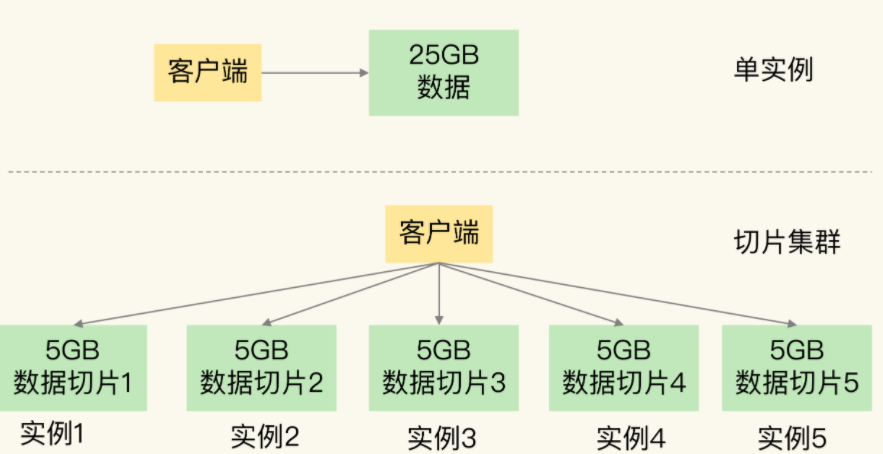 客户端
25GB
数据
单实例
客户端
切片集群
5GB
数据切片1
5GB
数据切片2
5GB
数据切片3
5GB
数据切片4
5GB
数据切片5
实例1
实例2
实例3
实例4
实例5